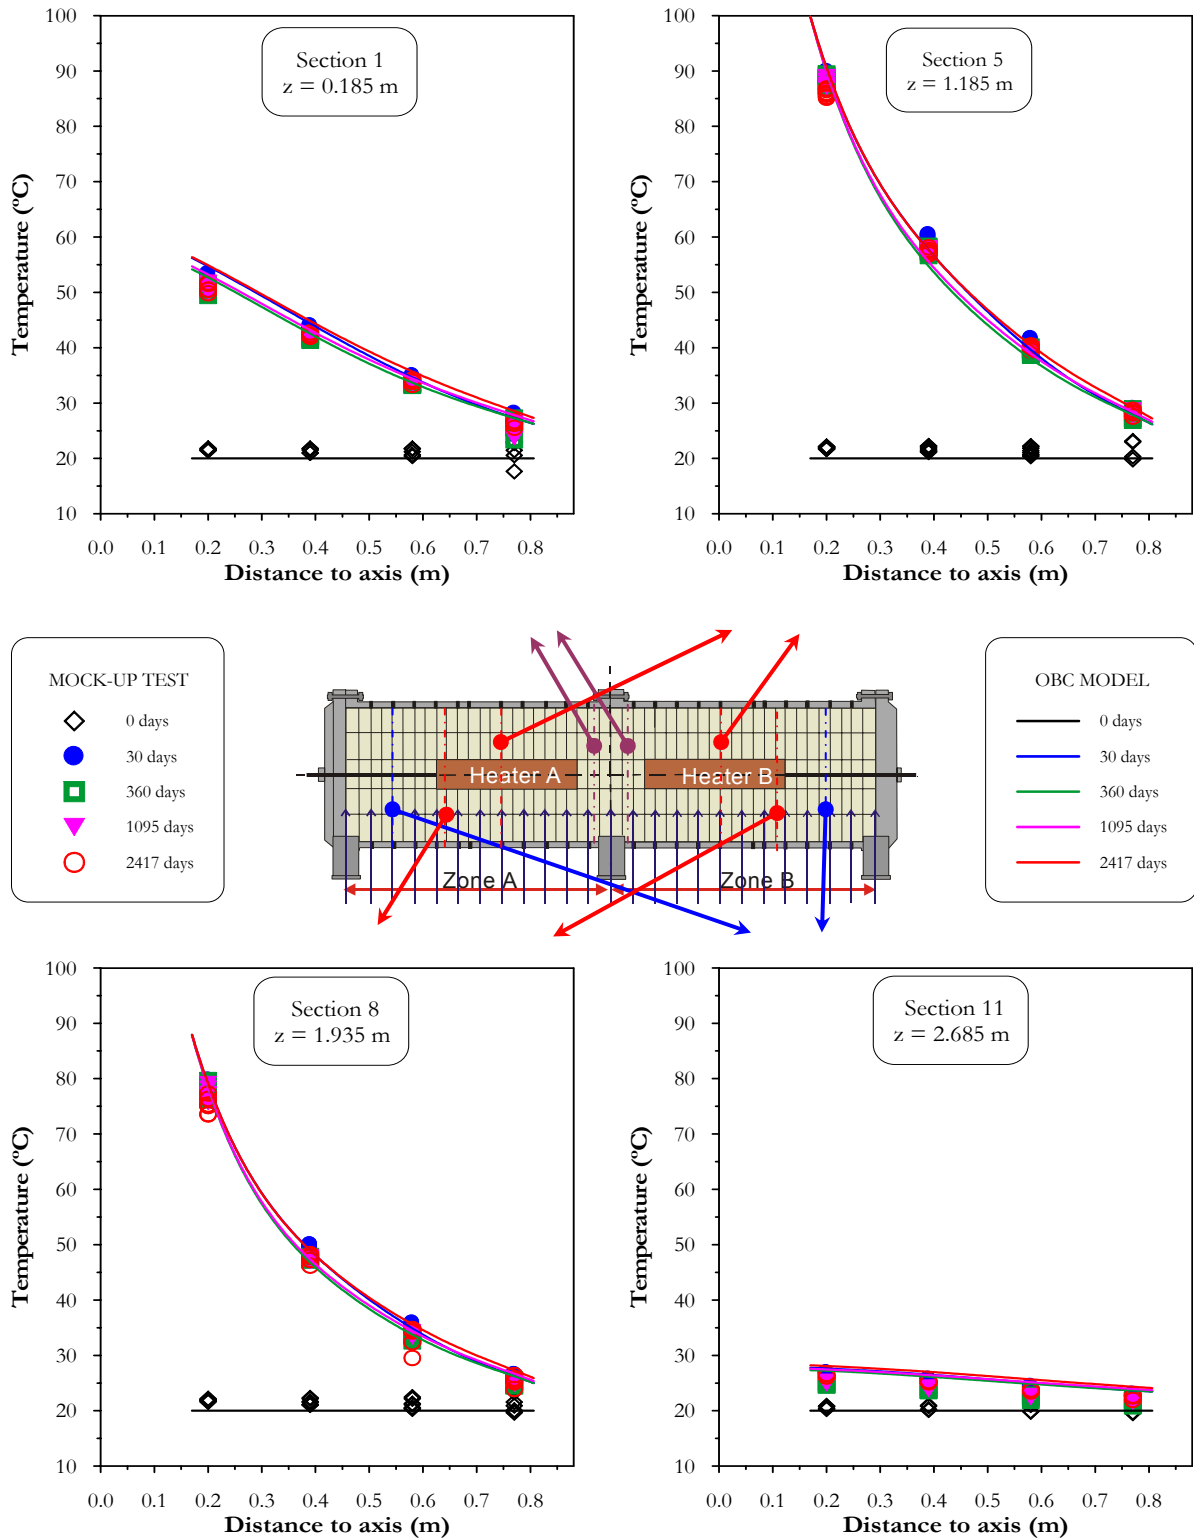 100
90
80
70
60
50
40
30
20
10
Temperature (ºC)
Section 1
z = 0.185 m
0.0 0.1 0.2 0.3 0.4 0.5 0.6 0.7 0.8
Distance to axis (m)
100
90
80
70
60
50
40
30
20
10
Temperature (ºC)
Section 5
z = 1.185 m
0.0 0.1 0.2 0.3 0.4 0.5 0.6 0.7 0.8
Distance to axis (m)
MOCK-UP TEST
0 days
30 days
360 days
1095 days
2417 days
Heater A
Heater B
Zone A
Zone B
OBC MODEL
0 days
30 days
360 days
1095 days
2417 days
100
90
80
70
60
50
40
30
20
10
Temperature (ºC)
Section 8
z = 1.935 m
0.0 0.1 0.2 0.3 0.4 0.5 0.6 0.7 0.8
Distance to axis (m)
100
90
80
70
60
50
40
30
20
10
Temperature (ºC)
Section 11
z = 2.685 m
0.0 0.1 0.2 0.3 0.4 0.5 0.6 0.7 0.8
Distance to axis (m)